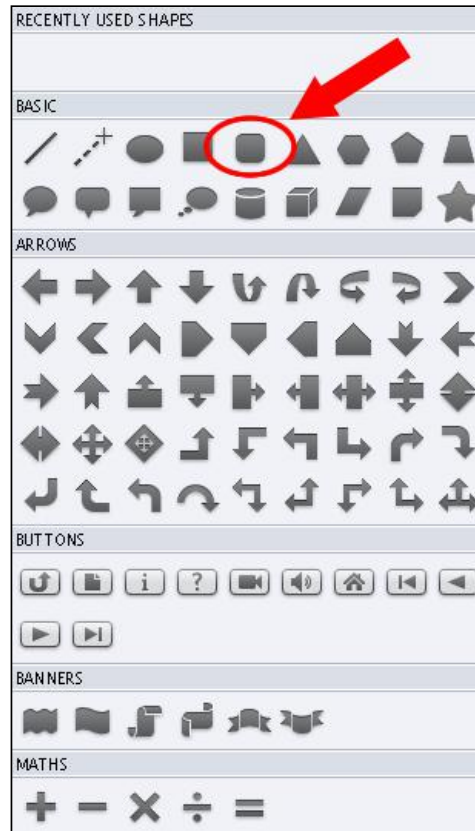 RECENTLY USED SHAPES
BASIC
ARROWS
BUTTONS
i ?
BANNERS
MATHS